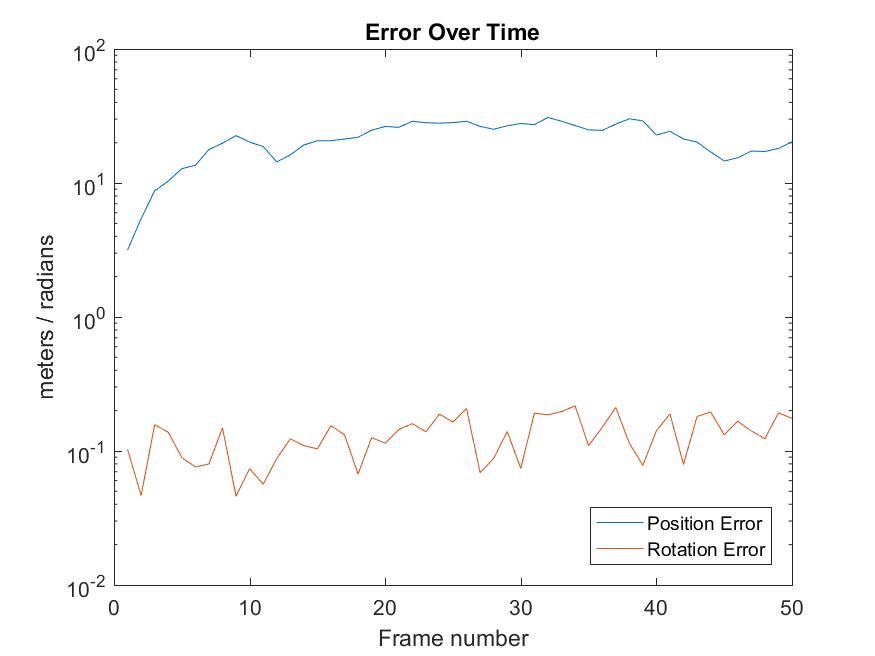 Error Over Time
10^2
10^1
10^0
10^-1
10^-2
meters / radians
0 10 20 30 40 50
Frame number
Position Error
Rotation Error